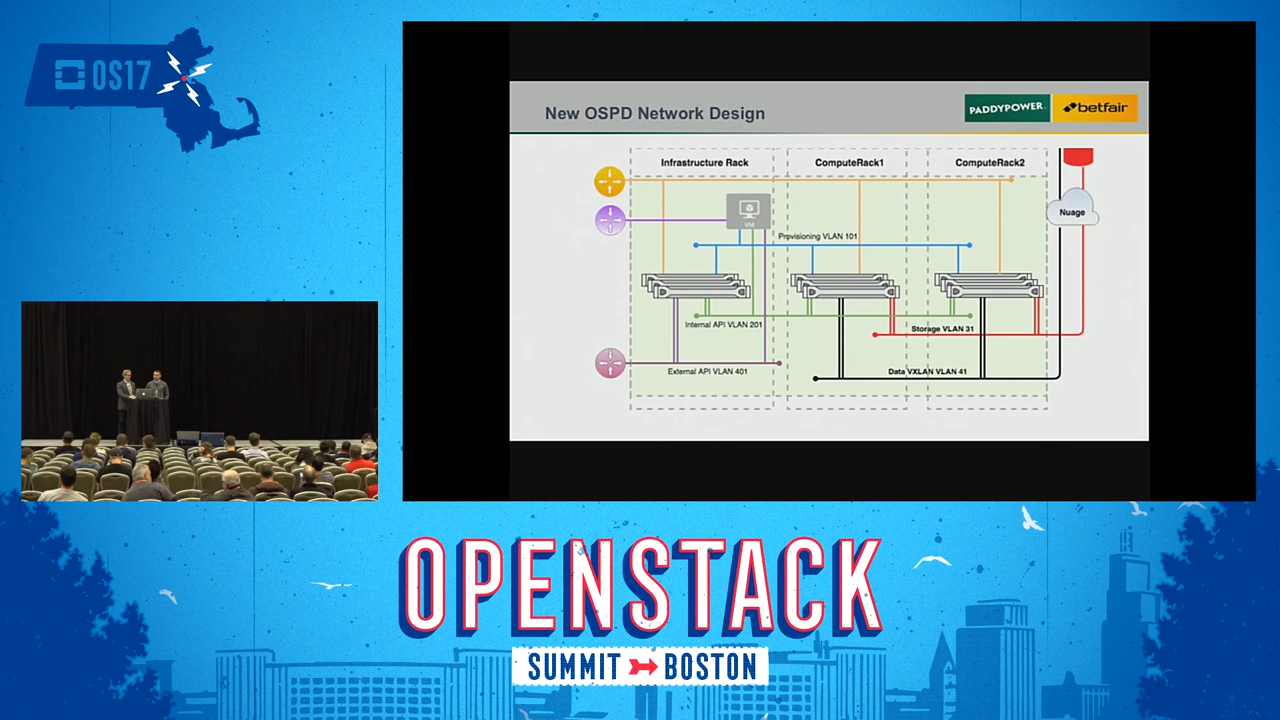 OS17
New OSPD Network Design
PADDYPOWER.
betfair
Infrastructure Rack
ComputeRack1
ComputeRack2
Nuage
VM
Provisioning VLAN 101
Internal API VLAN 201
Storage VLAN 31
External API VLAN 401
Data VXLAN VLAN 41
OPENSTACK
SUMMIT BOSTON